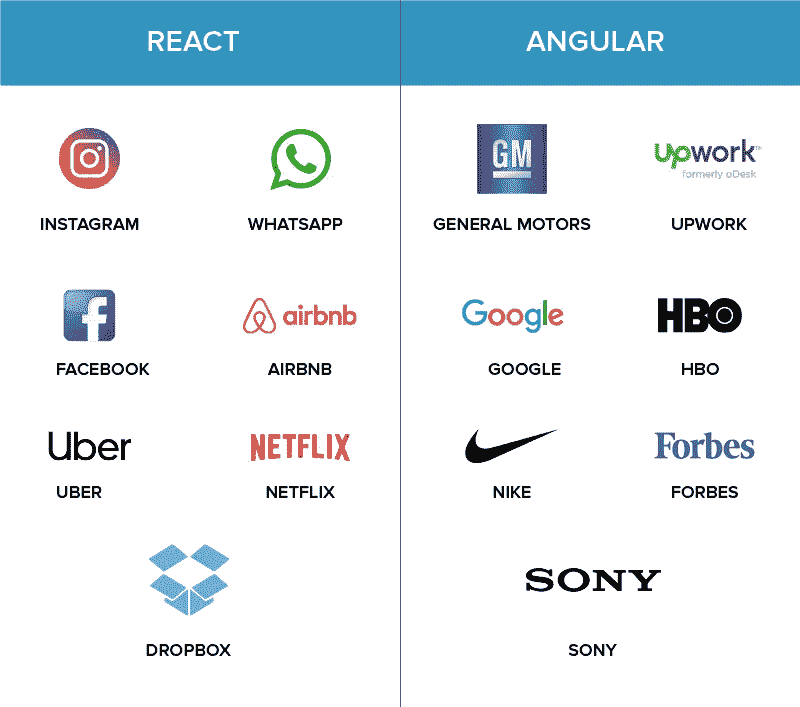 REACT
ANGULAR
GM
upwork™
formerly oDesk
INSTAGRAM
WHATSAPP
GENERAL MOTORS
UPWORK
f
airbnb
Google
HBO
FACEBOOK
AIRBNB
GOOGLE
HBO
Uber
NETFLIX
Forbes
UBER
NETFLIX
NIKE
FORBES
SONY
DROPBOX
SONY